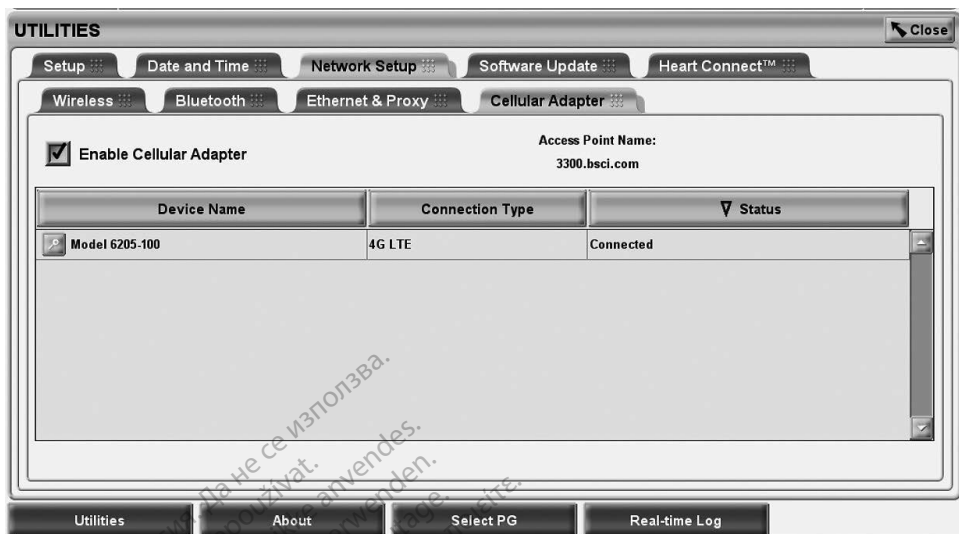 UTILITIES
Close
Setup Date and Time Network Setup Software Update Heart Connect™
Wireless Bluetooth Ethernet & Proxy Cellular Adapter
Enable Cellular Adapter
Access Point Name:
3300.bsci.com
Device Name Connection Type Status
Model 6205-100 4G LTE Connected
Да не се използва.
používat.
anvendes.
Utilities About Select PG Real-time Log